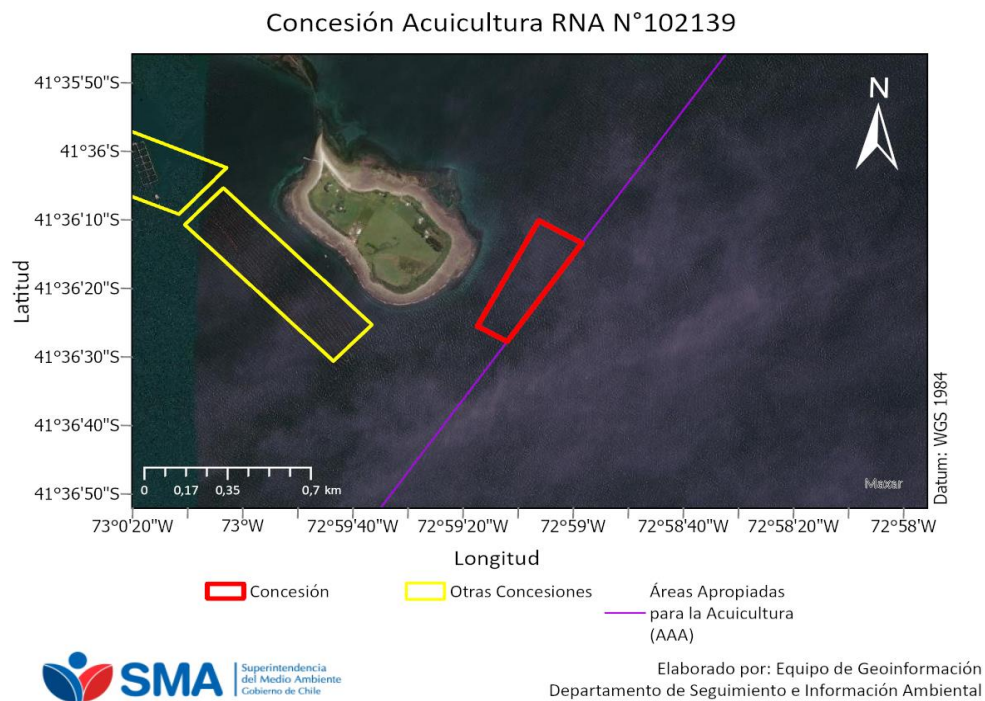 Concesión Acuicultura RNA N°102139
N
41°35'50"S
41°36'S
41°36'10"S
41°36'20"S
41°36'30"S
41°36'40"S
41°36'50"S
Latitud
0 0,17 0,35 0,7 km
Maxar
Datum: WGS 1984
73°0'20"W 73°0'W 72°59'40"W 72°59'20"W 72°59'W 72°58'40"W 72°58'20"W 72°58'W
Longitud
Concesión
Otras Concesiones
Áreas Apropiadas
para la Acuicultura
(AAA)
SMA
Superintendencia
del Medio Ambiente
Gobierno de Chile
Elaborado por: Equipo de Geoinformación
Departamento de Seguimiento e Información Ambiental